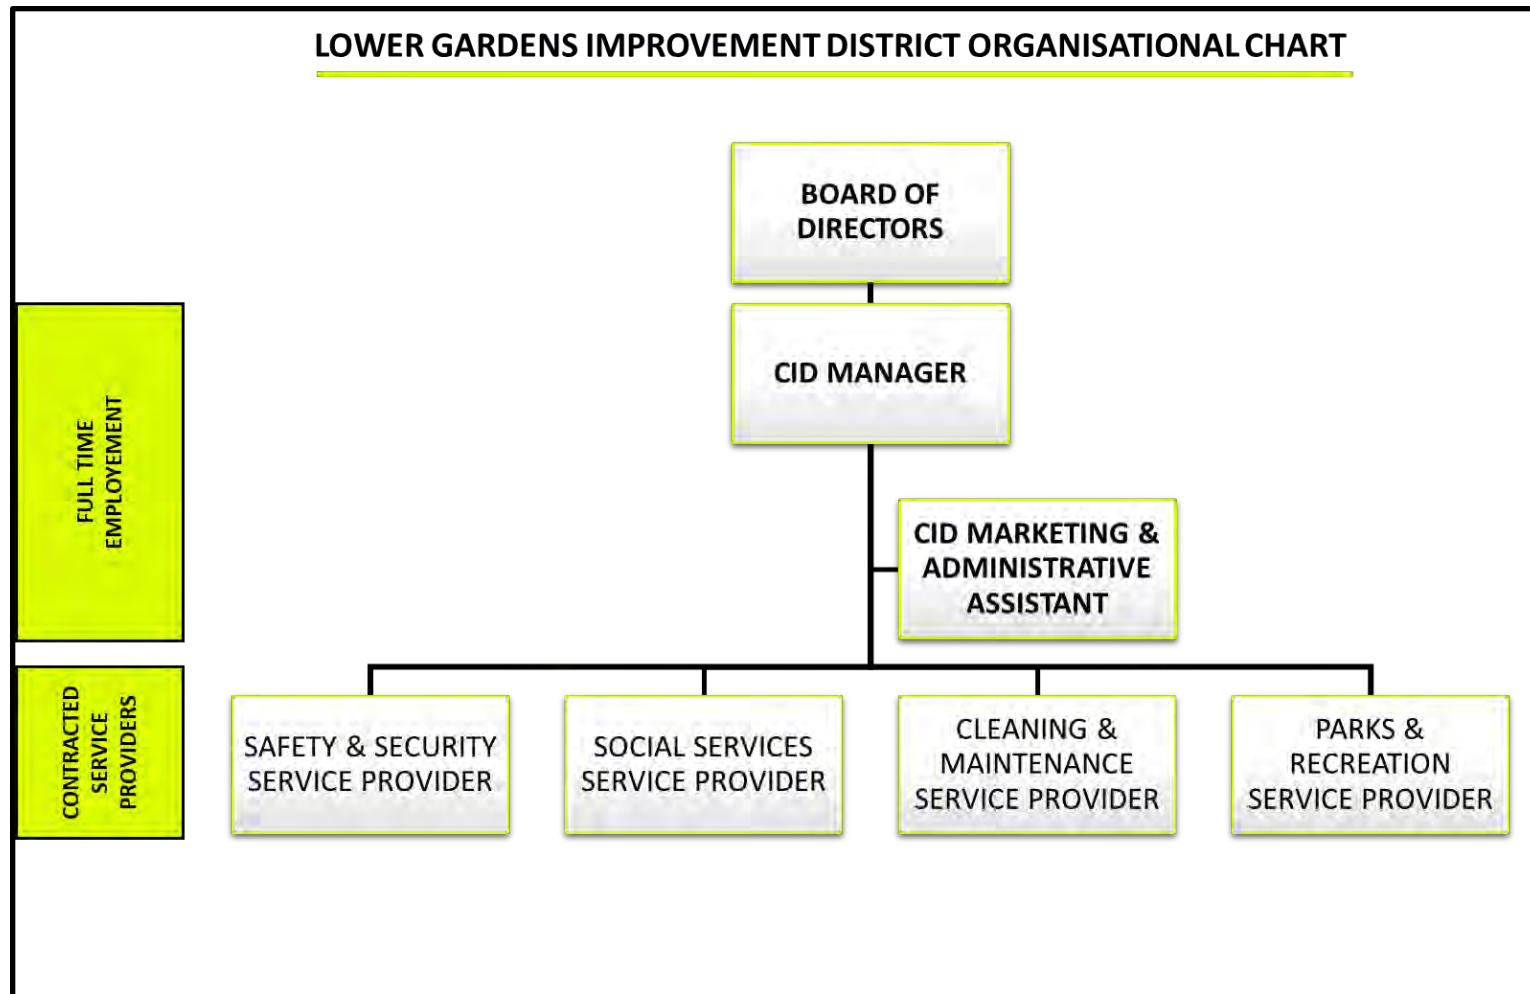 LOWER GARDENS IMPROVEMENT DISTRICT ORGANISATIONAL CHART
BOARD OF
DIRECTORS
CID MANAGER
FULL TIME
EMPLOYEMENT
CID MARKETING &
ADMINISTRATIVE
ASSISTANT
CONTRACTED
SERVICE
PROVIDERS
SAFETY & SECURITY
SERVICE PROVIDER
SOCIAL SERVICES
SERVICE PROVIDER
CLEANING &
MAINTENANCE
SERVICE PROVIDER
PARKS &
RECREATION
SERVICE PROVIDER